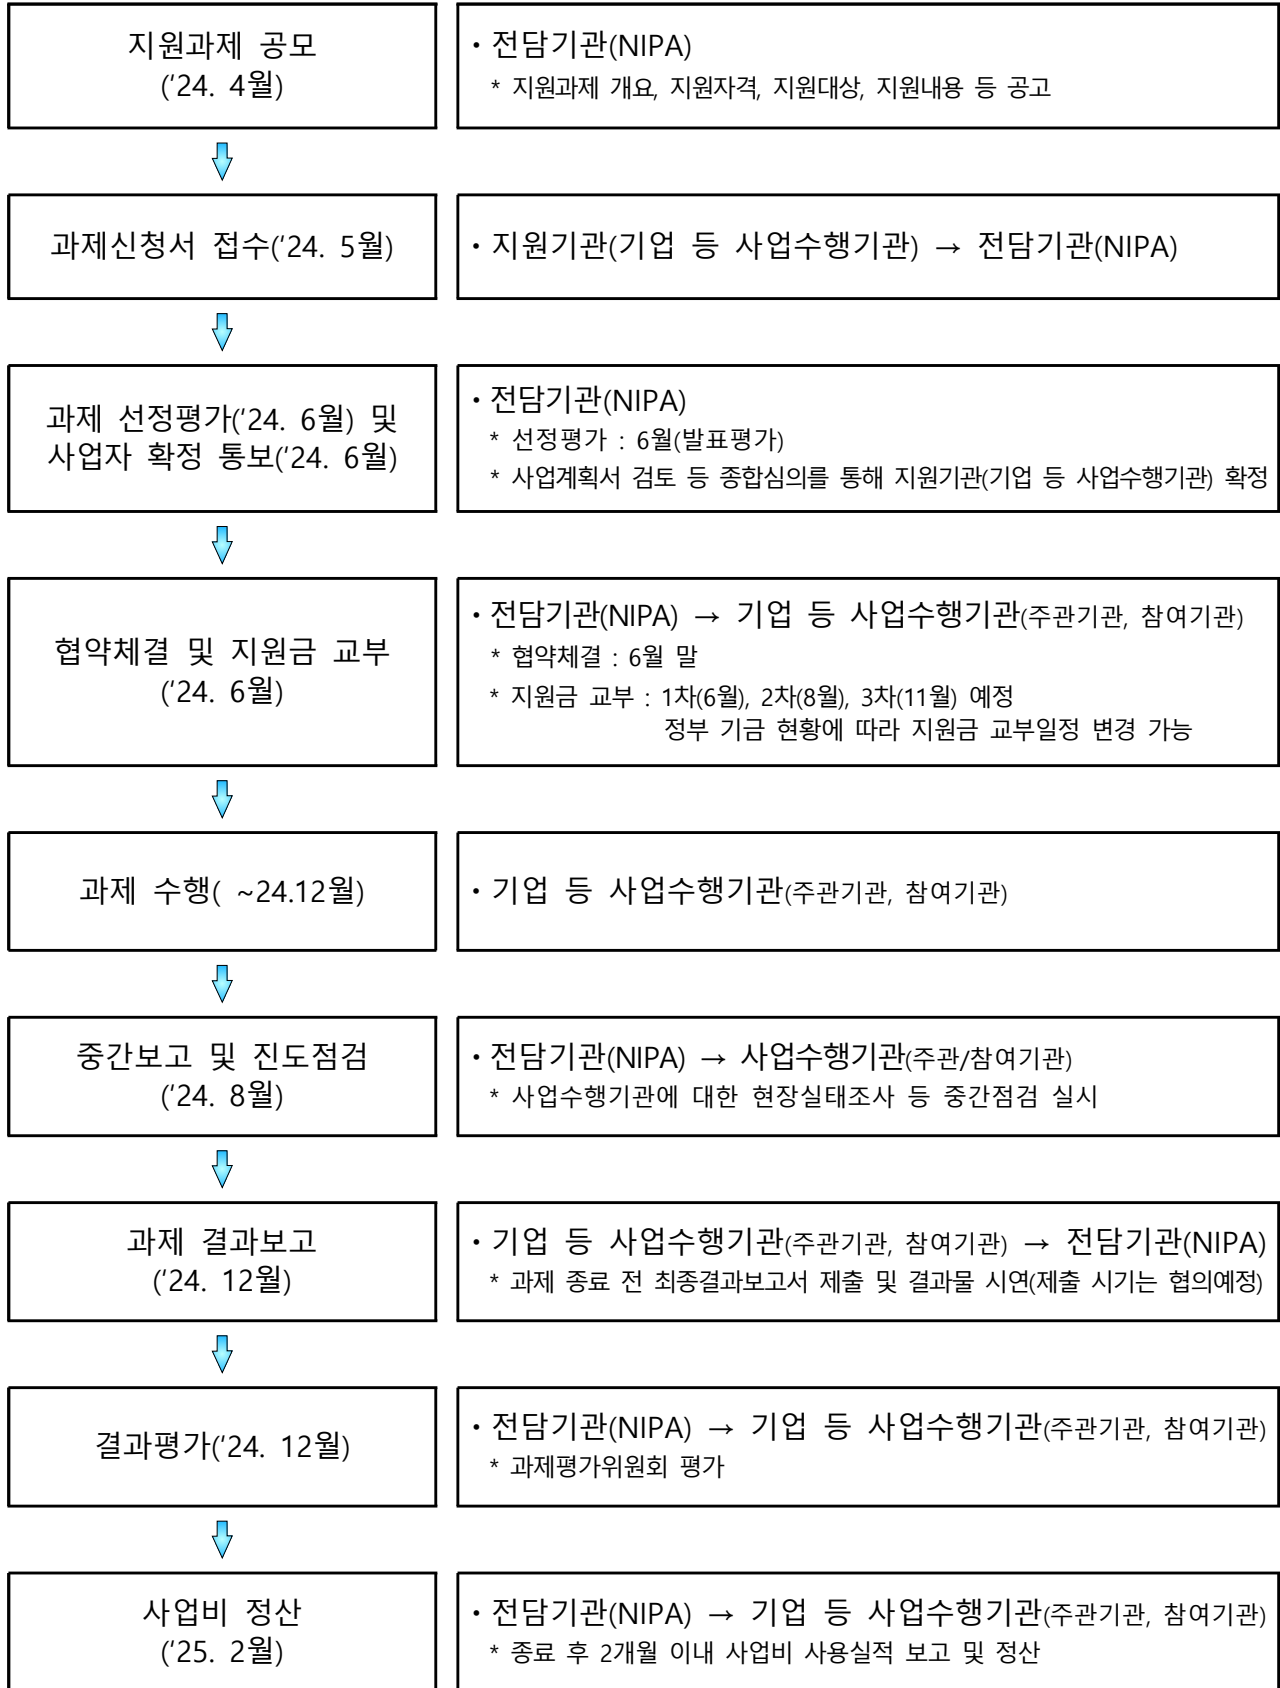 지원과제 공모
(‘24. 4월)
・전담기관(NIPA)
* 지원과제 개요, 지원자격, 지원대상, 지원내용 등 공고
과제신청서 접수(‘24. 5월)
・지원기관(기업 등 사업수행기관) → 전담기관(NIPA)
과제 선정평가(‘24. 6월) 및
사업자 확정 통보(‘24. 6월)
・전담기관(NIPA)
* 선정평가 : 6월(발표평가)
* 사업계획서 검토 등 종합심의를 통해 지원기관(기업 등 사업수행기관) 확정
협약체결 및 지원금 교부
(‘24. 6월)
・전담기관(NIPA) → 기업 등 사업수행기관(주관기관, 참여기관)
* 협약체결 : 6월 말
* 지원금 교부 : 1차(6월), 2차(8월), 3차(11월) 예정
정부 기금 현황에 따라 지원금 교부일정 변경 가능
과제 수행( ~24.12월)
・기업 등 사업수행기관(주관기관, 참여기관)
중간보고 및 진도점검
(‘24. 8월)
・전담기관(NIPA) → 사업수행기관(주관/참여기관)
* 사업수행기관에 대한 현장실태조사 등 중간점검 실시
과제 결과보고
(‘24. 12월)
・기업 등 사업수행기관(주관기관, 참여기관) → 전담기관(NIPA)
* 과제 종료 전 최종결과보고서 제출 및 결과물 시연(제출 시기는 협의예정)
결과평가(‘24. 12월)
・전담기관(NIPA) → 기업 등 사업수행기관(주관기관, 참여기관)
* 과제평가위원회 평가
사업비 정산
(‘25. 2월)
・전담기관(NIPA) → 기업 등 사업수행기관(주관기관, 참여기관)
* 종료 후 2개월 이내 사업비 사용실적 보고 및 정산